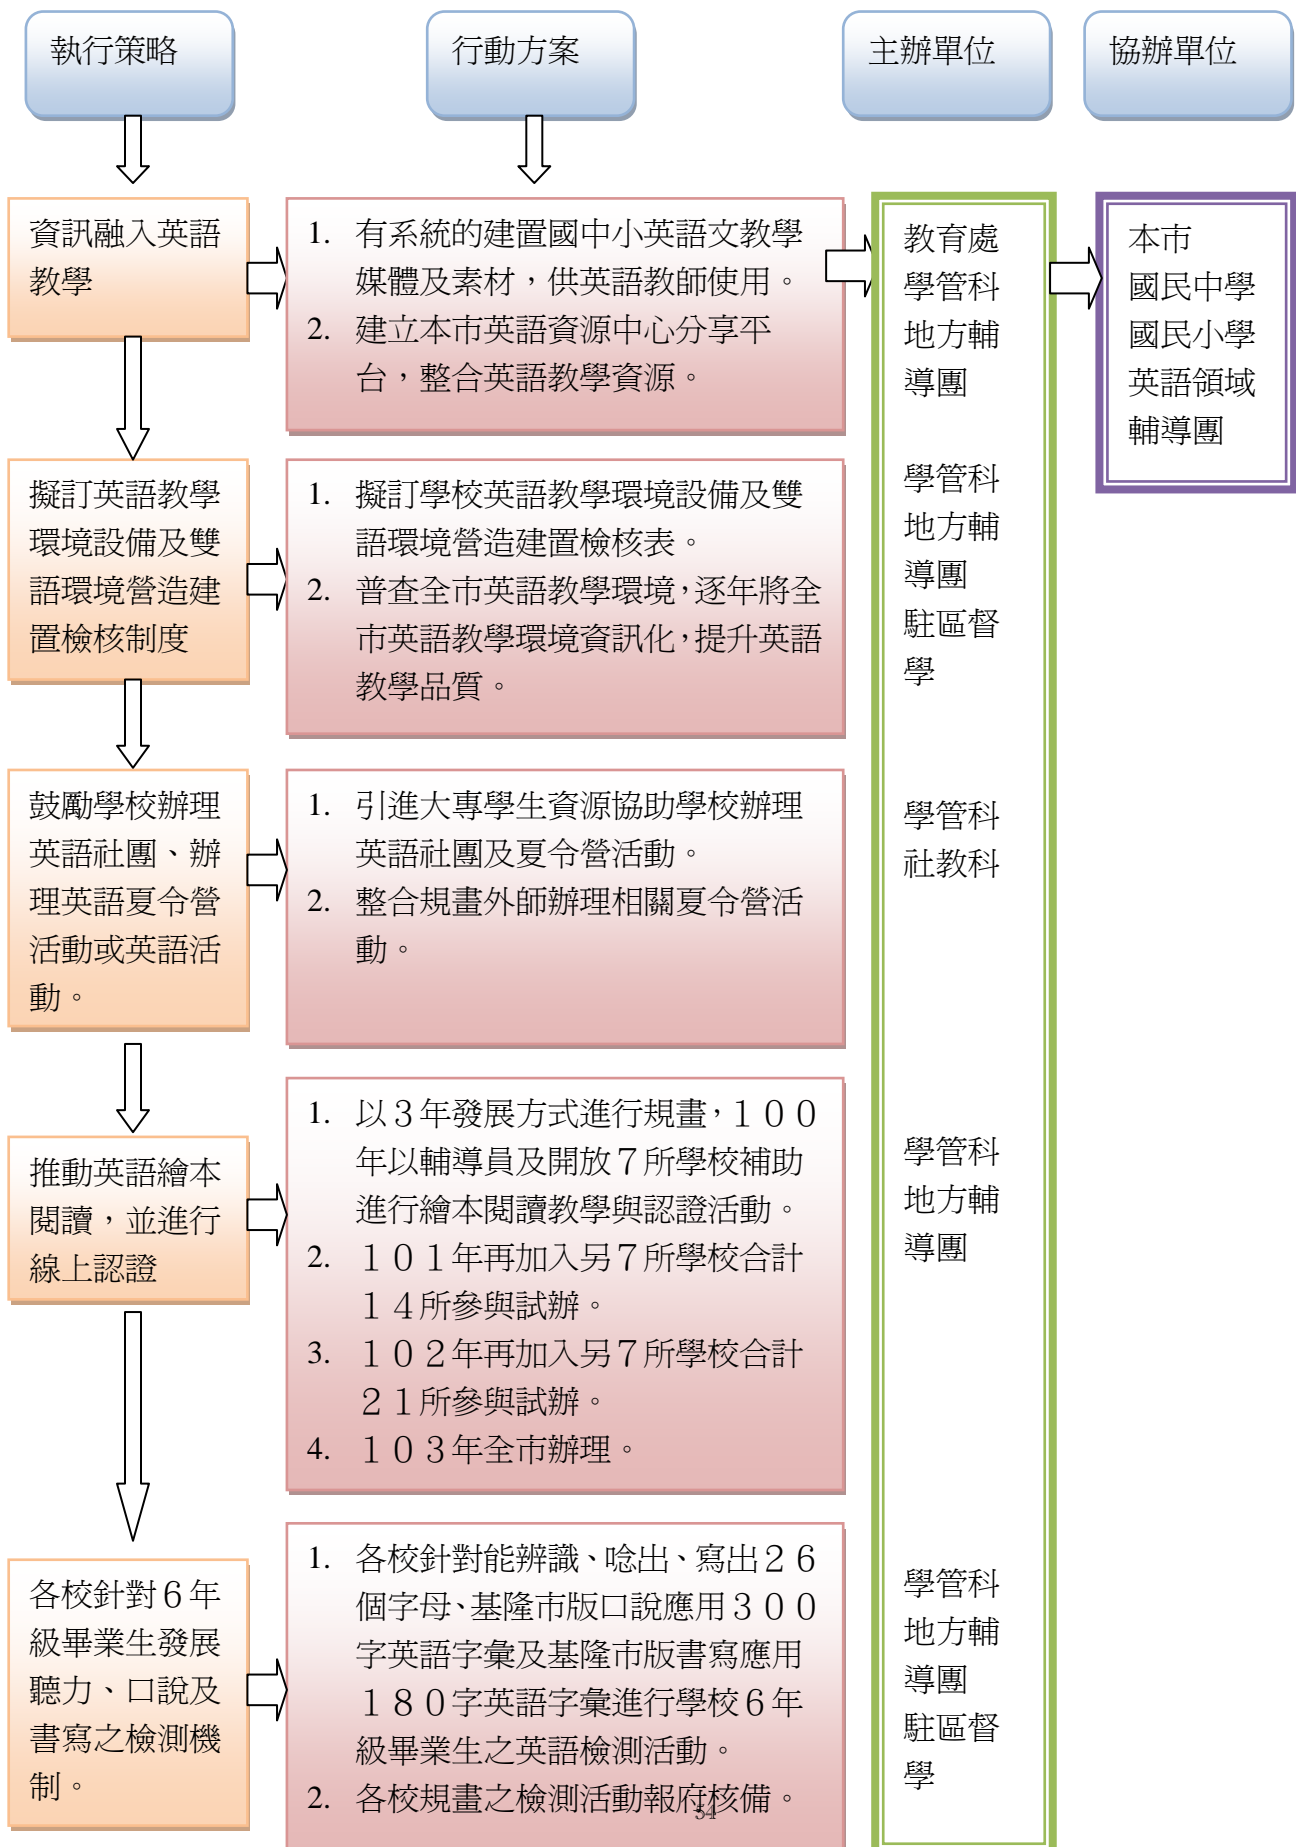 執行策略
行動方案
主辦單位
協辦單位
資訊融入英語
教學
1. 有系統的建置國中小英語文教學
媒體及素材，供英語教師使用。
2. 建立本市英語資源中心分享平
台，整合英語教學資源。
教育處
學管科
地方輔
導團
本市
國民中學
國民小學
英語領域
輔導團
擬訂英語教學
環境設備及雙
語環境營造建
置檢核制度
1. 擬訂學校英語教學環境設備及雙
語環境營造建置檢核表。
2. 普查全市英語教學環境，逐年將全
市英語教學環境資訊化，提升英語
教學品質。
學管科
地方輔
導團
駐區督
學
鼓勵學校辦理
英語社團、辦
理英語夏令營
活動或英語活
動。
1. 引進大專學生資源協助學校辦理
英語社團及夏令營活動。
2. 整合規畫外師辦理相關夏令營活
動。
學管科
社教科
推動英語繪本
閱讀，並進行
線上認證
1. 以３年發展方式進行規畫，１００
年以輔導員及開放７所學校補助
進行繪本閱讀教學與認證活動。
2. １０１年再加入另７所學校合計
１４所參與試辦。
3. １０２年再加入另７所學校合計
２１所參與試辦。
4. １０３年全市辦理。
學管科
地方輔
導團
各校針對６年
級畢業生發展
聽力、口說及
書寫之檢測機
制。
1. 各校針對能辨識、唸出、寫出２６
個字母、基隆市版口說應用３００
字英語字彙及基隆市版書寫應用
１８０字英語字彙進行學校６年
級畢業生之英語檢測活動。
2. 各校規畫之檢測活動報府核備。
學管科
地方輔
導團
駐區督
學
54